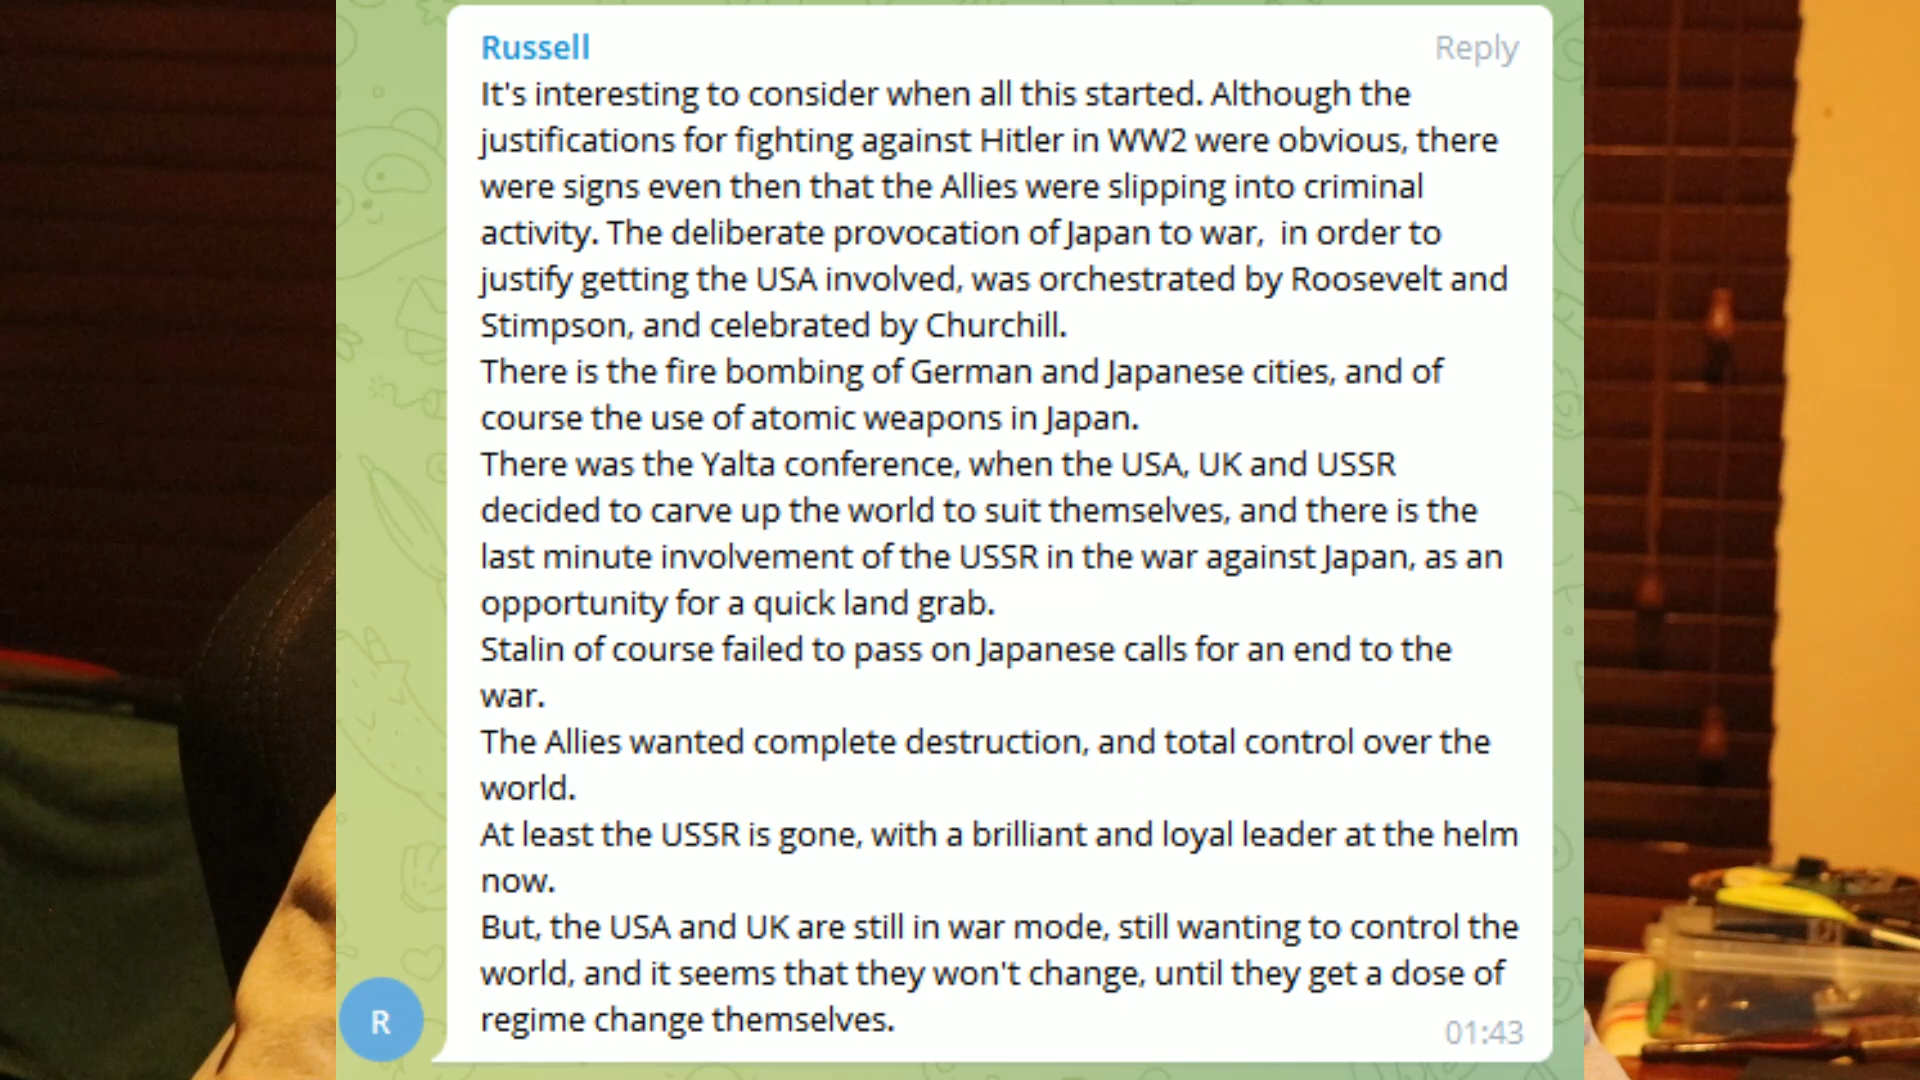 Russell
Reply
It's interesting to consider when all this started. Although the
justifications for fighting against Hitler in WW2 were obvious, there
were signs even then that the Allies were slipping into criminal
activity. The deliberate provocation of Japan to war,  in order to
justify getting the USA involved, was orchestrated by Roosevelt and
Stimpson, and celebrated by Churchill.
There is the fire bombing of German and Japanese cities, and of
course the use of atomic weapons in Japan.
There was the Yalta conference, when the USA, UK and USSR
decided to carve up the world to suit themselves, and there is the
last minute involvement of the USSR in the war against Japan, as an
opportunity for a quick land grab.
Stalin of course failed to pass on Japanese calls for an end to the
war.
The Allies wanted complete destruction, and total control over the
world.
At least the USSR is gone, with a brilliant and loyal leader at the helm
now.
But, the USA and UK are still in war mode, still wanting to control the
world, and it seems that they won't change, until they get a dose of
regime change themselves.
R
01:43